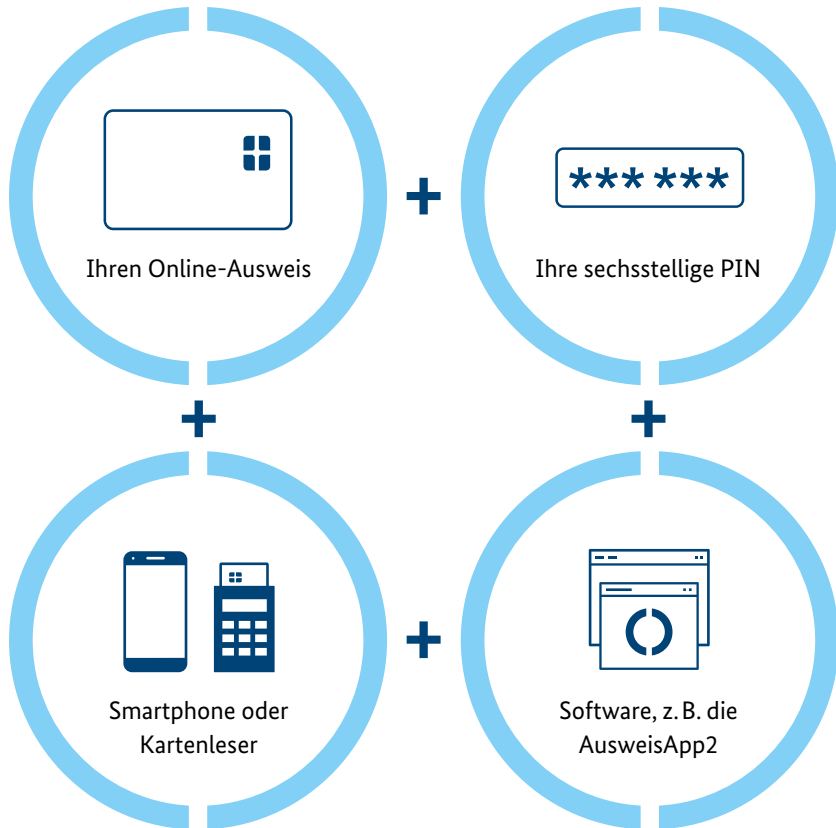 *** ***
Ihren Online-Ausweis
Ihre sechsstellige PIN
Smartphone oder
Kartenleser
Software, z. B. die
AusweisApp2